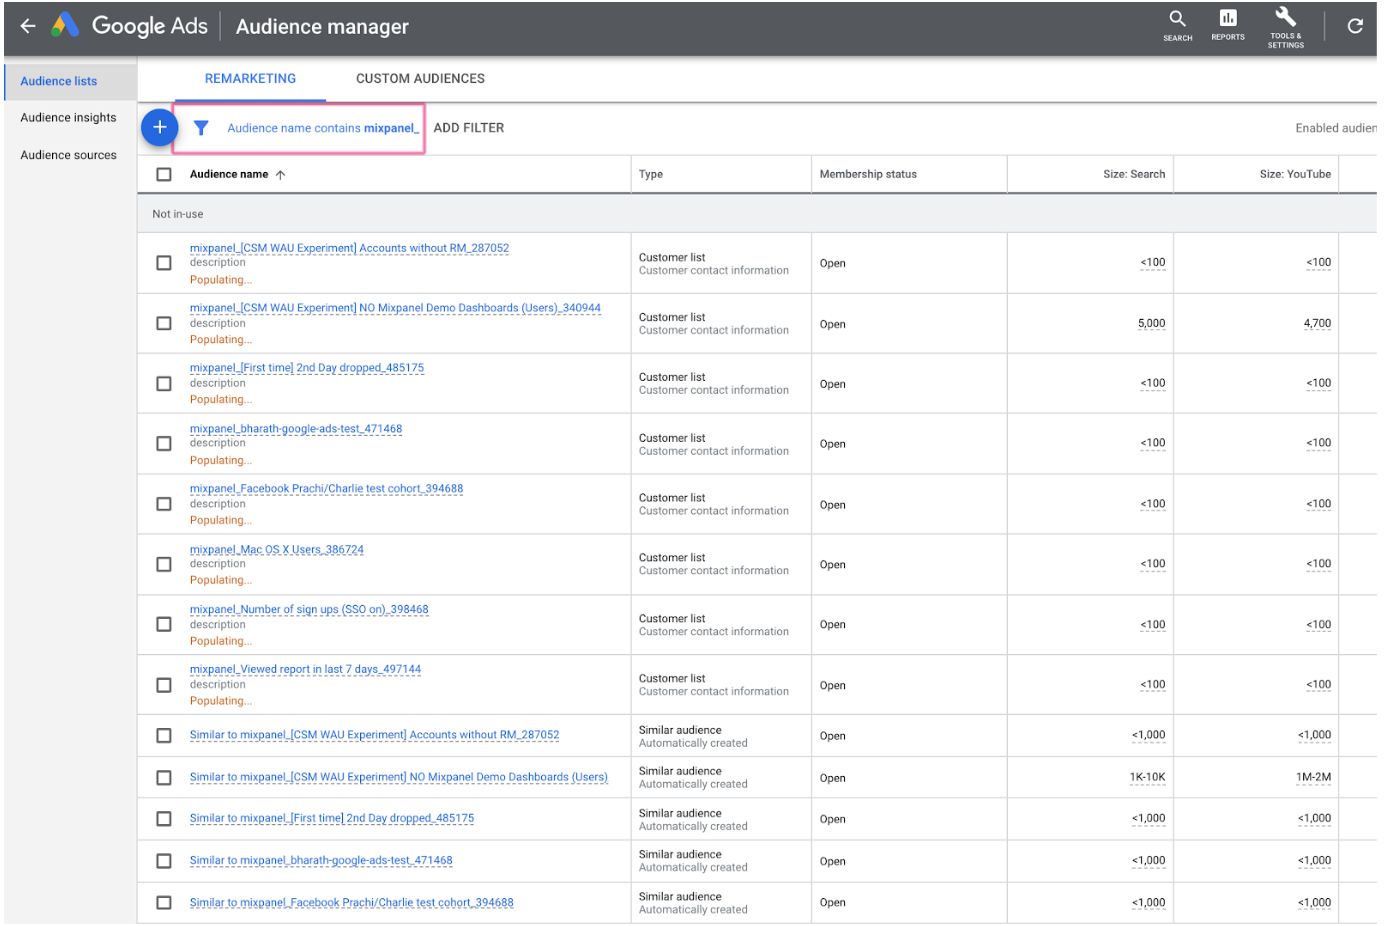 Google Ads
Audience manager
SEARCH
REPORTS
TOOLS &
SETTINGS
Audience lists
Audience insights
Audience sources
REMARKETING
CUSTOM AUDIENCES
Audience name contains mixpanel_
ADD FILTER
Enabled audien
Audience name
Type
Membership status
Size: Search
Size: YouTube
Not in-use
mixpanel_[CSM WAU Experiment] Accounts without RM_287052
description
Populating...
Customer list
Customer contact information
Open
<100
<100
mixpanel_[CSM WAU Experiment] NO Mixpanel Demo Dashboards (Users)_340944
description
Populating...
Customer list
Customer contact information
Open
5,000
4,700
mixpanel_[First time] 2nd Day dropped_485175
description
Populating...
Customer list
Customer contact information
Open
<100
<100
mixpanel_bharath-google-ads-test_471468
description
Populating...
Customer list
Customer contact information
Open
<100
<100
mixpanel_Facebook Prachi/Charlie test cohort_394688
description
Populating...
Customer list
Customer contact information
Open
<100
<100
mixpanel_Mac OS X Users_386724
description
Populating...
Customer list
Customer contact information
Open
<100
<100
mixpanel_Number of sign ups (SSO on)_398468
description
Populating...
Customer list
Customer contact information
Open
<100
<100
mixpanel_Viewed report in last 7 days_497144
description
Populating...
Customer list
Customer contact information
Open
<100
<100
Similar to mixpanel_[CSM WAU Experiment] Accounts without RM_287052
Similar audience
Automatically created
Open
<1,000
<1,000
Similar to mixpanel_[CSM WAU Experiment] NO Mixpanel Demo Dashboards (Users)
Similar audience
Automatically created
Open
1K-10K
1M-2M
Similar to mixpanel_[First time] 2nd Day dropped_485175
Similar audience
Automatically created
Open
<1,000
<1,000
Similar to mixpanel_bharath-google-ads-test_471468
Similar audience
Automatically created
Open
<1,000
<1,000
Similar to mixpanel_Facebook Prachi/Charlie test cohort_394688
Similar audience
Automatically created
Open
<1,000
<1,000